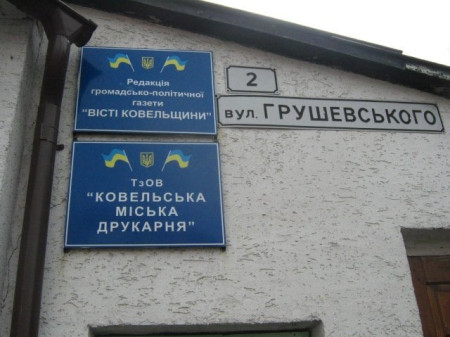 Редакція
громадсько-політичної
газети
"ВІСТІ КОВЕЛЬЩИНИ"
2
вул. ГРУШЕВСЬКОГО
ТзОВ
"КОВЕЛЬСЬКА
МІСЬКА
ДРУКАРНЯ"